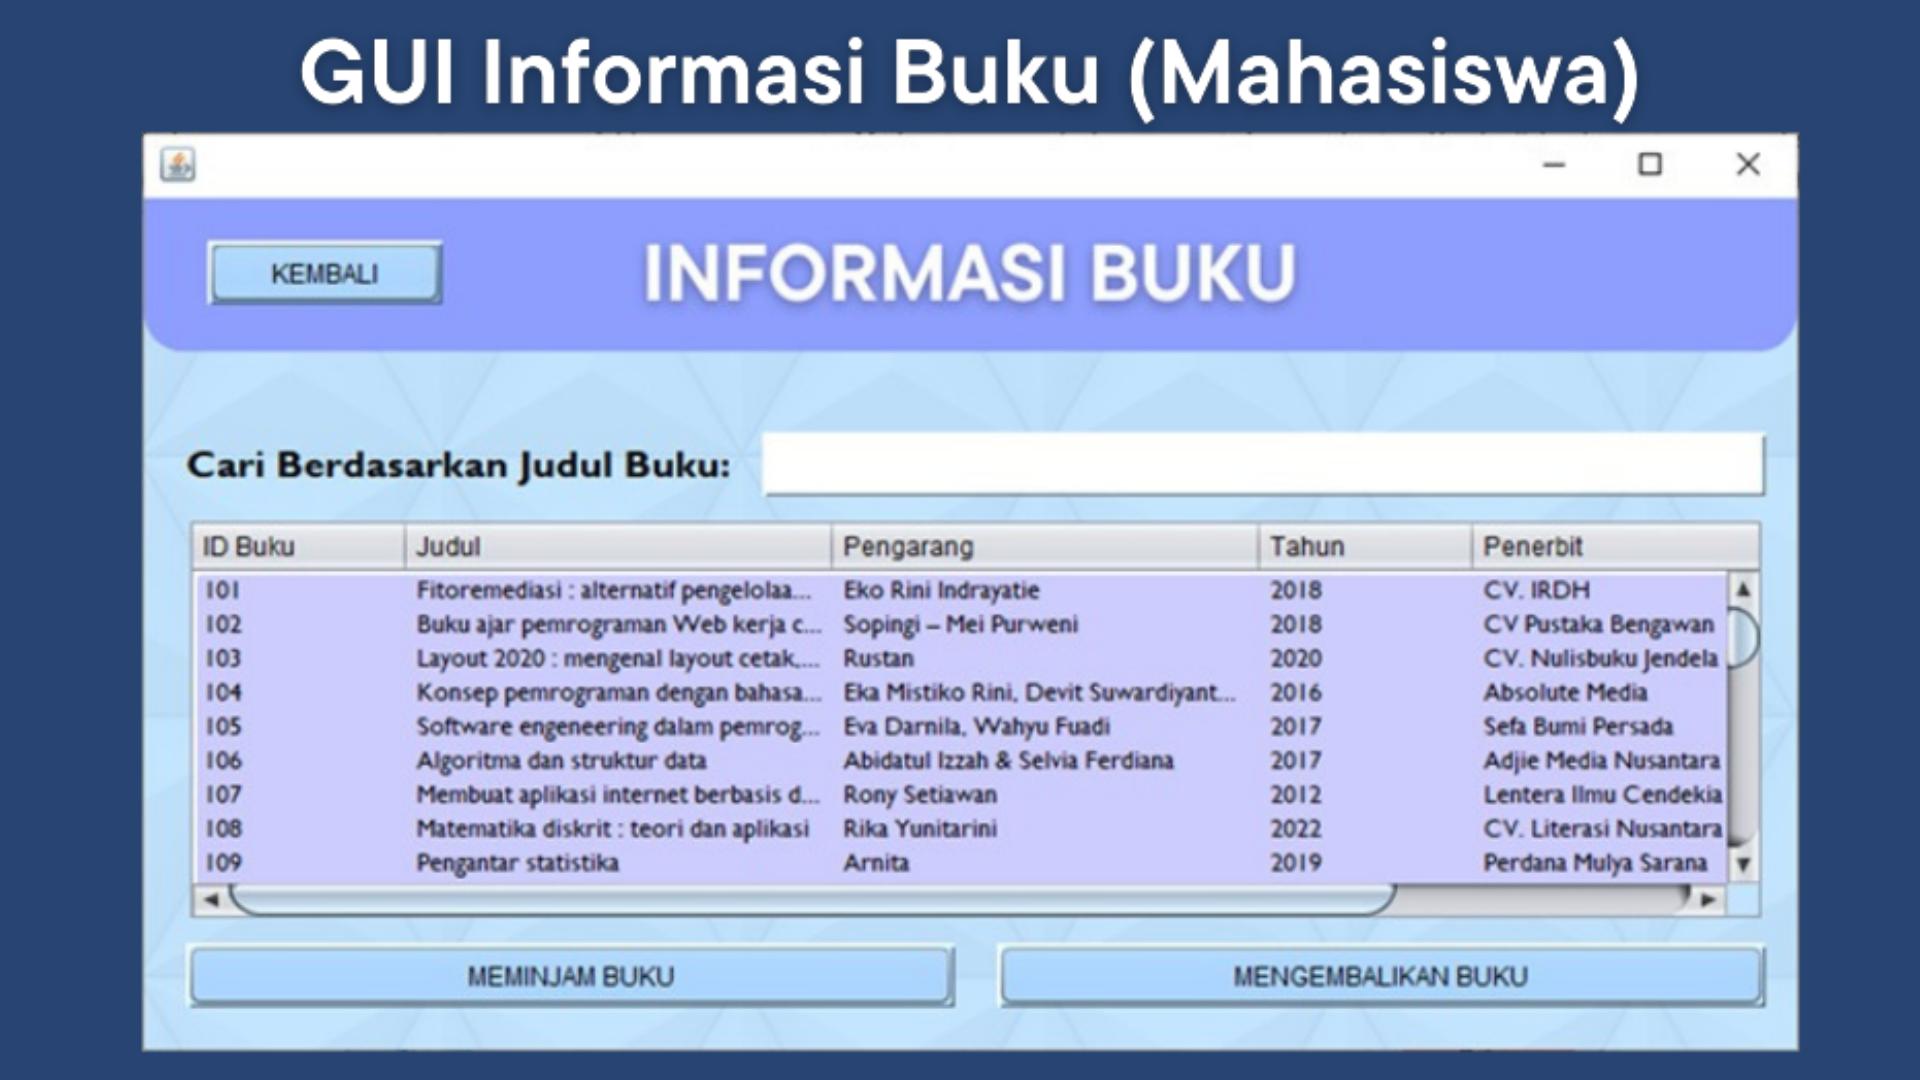 GUI Informasi Buku (Mahasiswa)
KEMBALI
INFORMASI BUKU
Cari Berdasarkan Judul Buku:
ID Buku Judul Pengarang Tahun Penerbit
101 Fitoremediasi : alternatif pengelolaa... Eko Rini Indrayatie 2018 CV. IRDH
102 Buku ajar pemrograman Web kerja c... Sopingi – Mei Purweni 2018 CV Pustaka Bengawan
103 Layout 2020 : mengenal layout cetak,... Rustan 2020 CV. Nulisbuku Jendela
104 Konsep pemrograman dengan bahasa... Eka Mistiko Rini, Devit Suwardiyant... 2016 Absolute Media
105 Software engeneering dalam pemrog... Eva Darnila, Wahyu Fuadi 2017 Sefa Bumi Persada
106 Algoritma dan struktur data Abidatul Izzah & Selvia Ferdiana 2017 Adjie Media Nusantara
107 Membuat aplikasi internet berbasis d... Rony Setiawan 2012 Lentera Ilmu Cendekia
108 Matematika diskrit : teori dan aplikasi Rika Yunitarini 2022 CV. Literasi Nusantara
109 Pengantar statistika Arnita 2019 Perdana Mulya Sarana
MEMINJAM BUKU
MENGEMBALIKAN BUKU